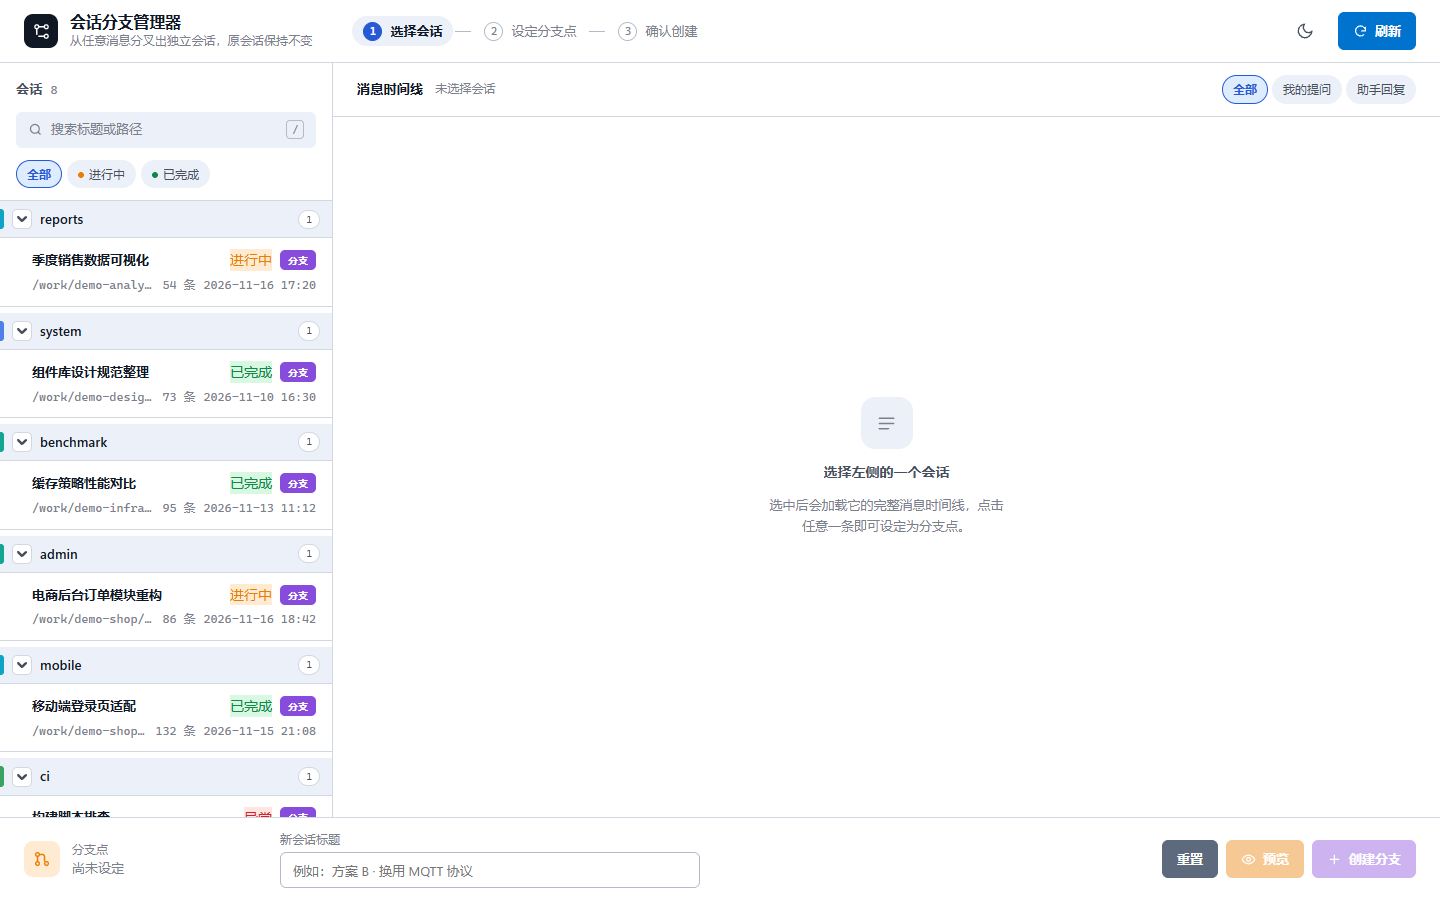 会话分支管理器
从任意消息分叉出独立会话，原会话保持不变
1 选择会话
2 设定分支点
3 确认创建
刷新
会话 8
搜索标题或路径 /
全部 进行中 已完成
reports 1
季度销售数据可视化 进行中 分支
/work/demo-analy… 54 条 2026-11-16 17:20
system 1
组件库设计规范整理 已完成 分支
/work/demo-desig… 73 条 2026-11-10 16:30
benchmark 1
缓存策略性能对比 已完成 分支
/work/demo-infra… 95 条 2026-11-13 11:12
admin 1
电商后台订单模块重构 进行中 分支
/work/demo-shop/… 86 条 2026-11-16 18:42
mobile 1
移动端登录页适配 已完成 分支
/work/demo-shop… 132 条 2026-11-15 21:08
ci 1
构建脚本排查 异常 分支
消息时间线 未选择会话
全部 我的提问 助手回复
选择左侧的一个会话
选中后会加载它的完整消息时间线，点击
任意一条即可设定为分支点。
分支点
尚未设定
新会话标题
例如：方案 B · 换用 MQTT 协议
重置 预览 创建分支